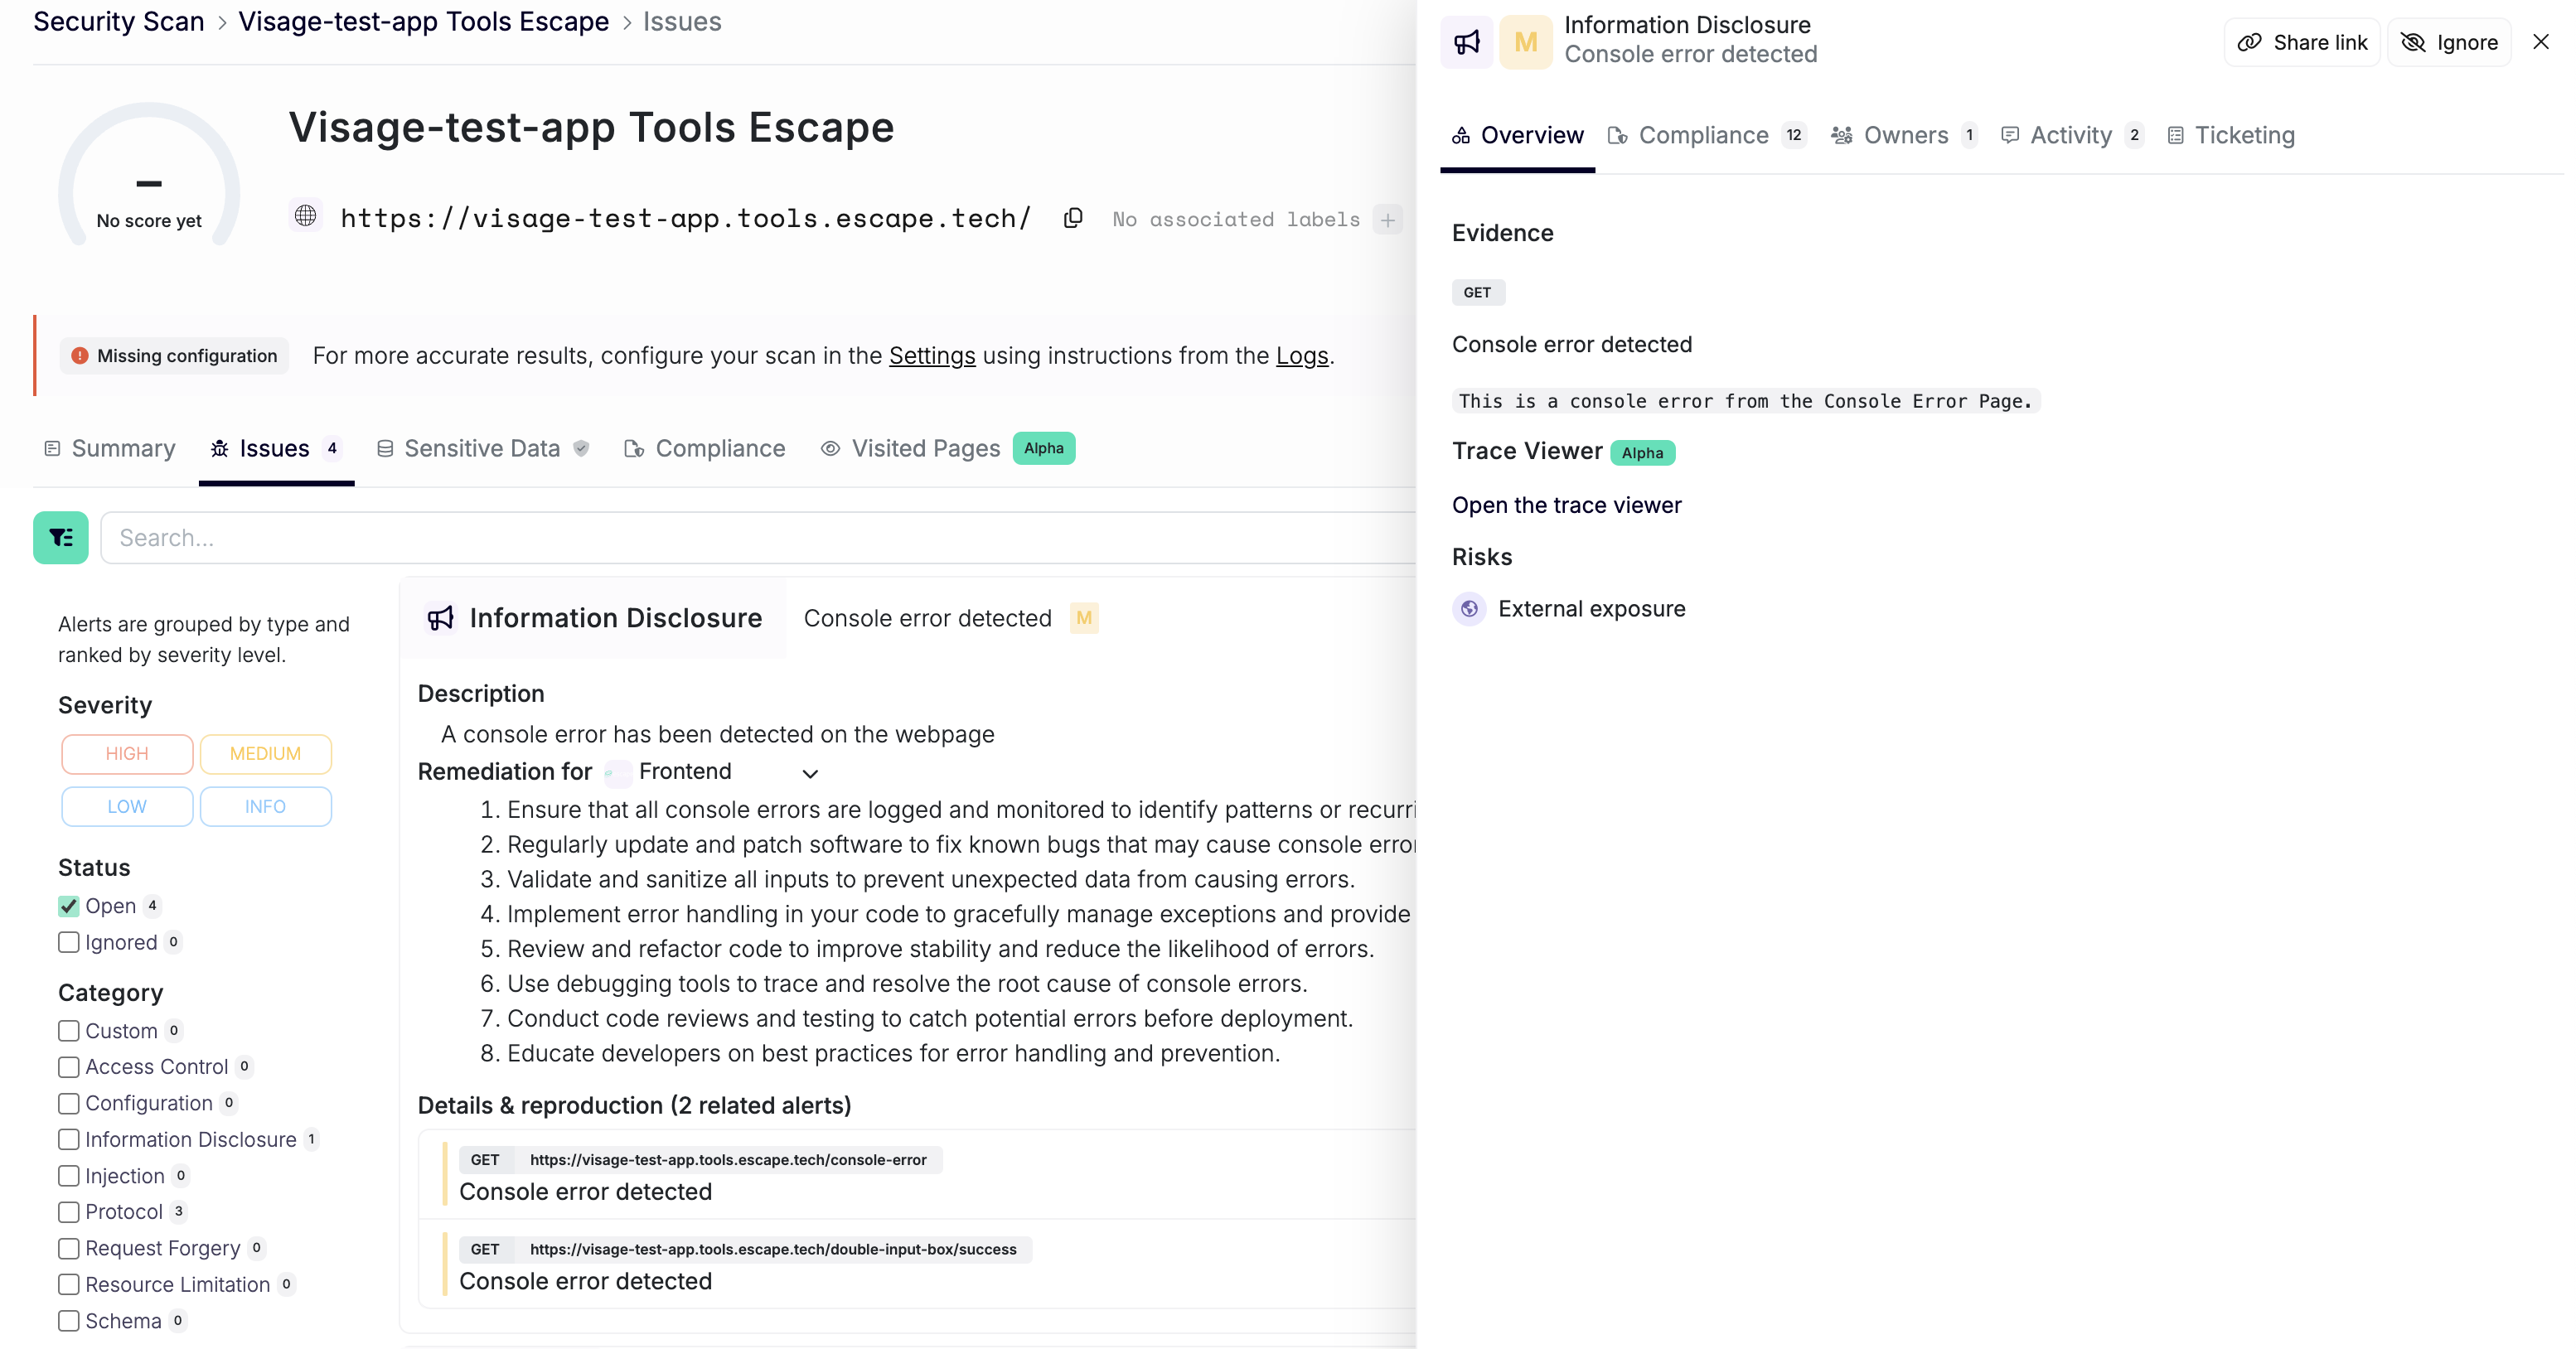 Security Scan > Visage-test-app Tools Escape > Issues
–
No score yet
Visage-test-app Tools Escape
https://visage-test-app.tools.escape.tech/
No associated labels +
Missing configuration
For more accurate results, configure your scan in the Settings using instructions from the Logs.
Summary
Issues 4
Sensitive Data
Compliance
Visited Pages Alpha
Search...
Alerts are grouped by type and
ranked by severity level.
Severity
HIGH
MEDIUM
LOW
INFO
Status
Open 4
Ignored 0
Category
Custom 0
Access Control 0
Configuration 0
Information Disclosure 1
Injection 0
Protocol 3
Request Forgery 0
Resource Limitation 0
Schema 0
Information Disclosure
Console error detected M
Description
A console error has been detected on the webpage
Remediation for Frontend
1. Ensure that all console errors are logged and monitored to identify patterns or recurri
2. Regularly update and patch software to fix known bugs that may cause console error
3. Validate and sanitize all inputs to prevent unexpected data from causing errors.
4. Implement error handling in your code to gracefully manage exceptions and provide
5. Review and refactor code to improve stability and reduce the likelihood of errors.
6. Use debugging tools to trace and resolve the root cause of console errors.
7. Conduct code reviews and testing to catch potential errors before deployment.
8. Educate developers on best practices for error handling and prevention.
Details & reproduction (2 related alerts)
GET https://visage-test-app.tools.escape.tech/console-error
Console error detected
GET https://visage-test-app.tools.escape.tech/double-input-box/success
Console error detected
M
Information Disclosure
Console error detected
Share link
Ignore
Overview
Compliance 12
Owners 1
Activity 2
Ticketing
Evidence
GET
Console error detected
This is a console error from the Console Error Page.
Trace Viewer Alpha
Open the trace viewer
Risks
External exposure